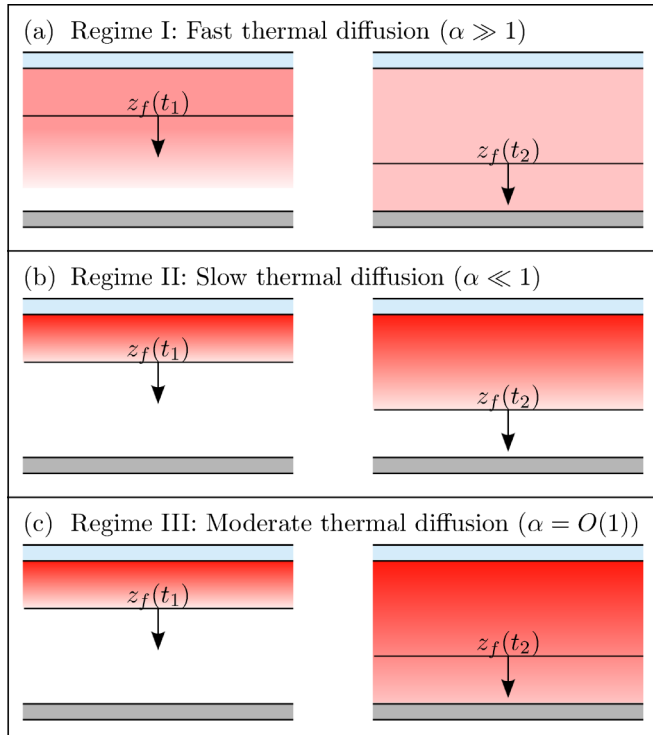 (a) Regime I: Fast thermal diffusion (α ≫ 1)
z_f(t_1)
z_f(t_2)
(b) Regime II: Slow thermal diffusion (α ≪ 1)
z_f(t_1)
z_f(t_2)
(c) Regime III: Moderate thermal diffusion (α = O(1))
z_f(t_1)
z_f(t_2)